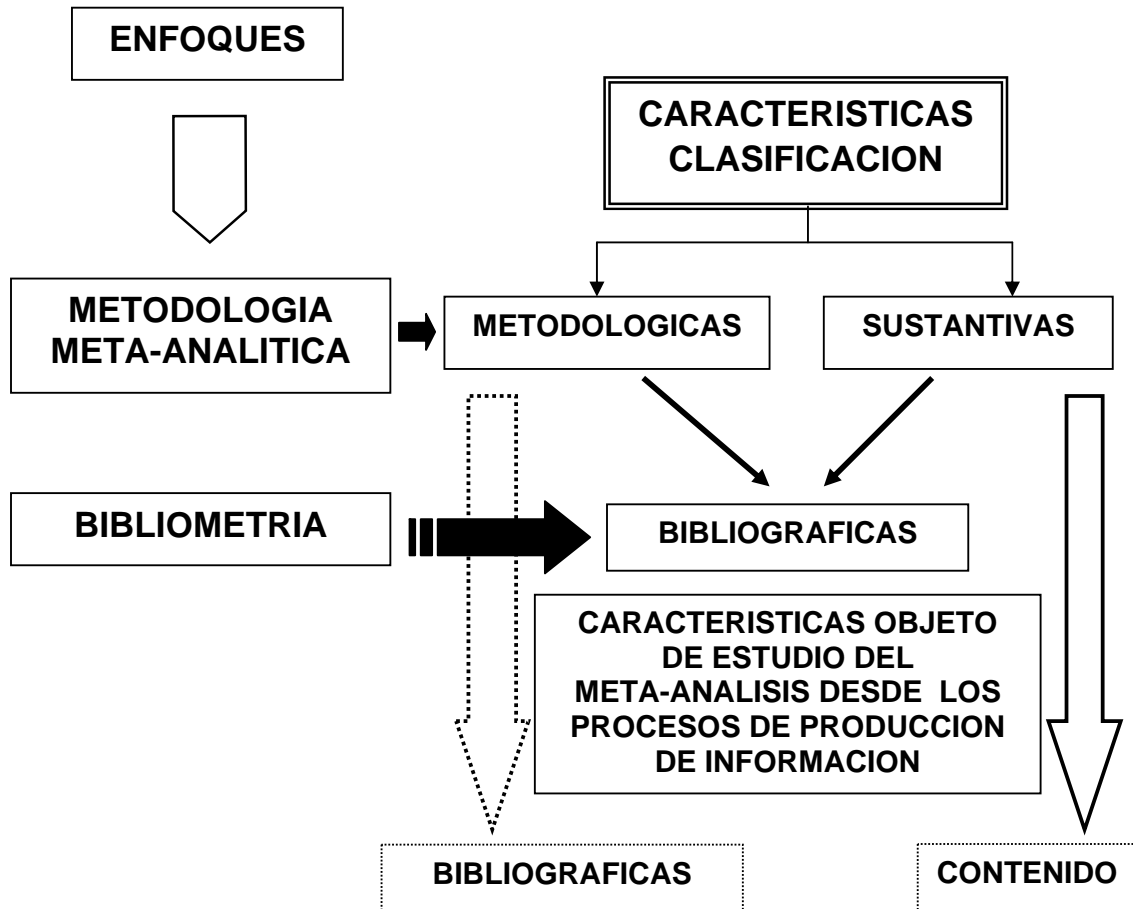 ENFOQUES
CARACTERISTICAS
CLASIFICACION
METODOLOGIA
META-ANALITICA
METODOLOGICAS
SUSTANTIVAS
BIBLIOMETRIA
BIBLIOGRAFICAS
CARACTERISTICAS OBJETO
DE ESTUDIO DEL
META-ANALISIS DESDE LOS
PROCESOS DE PRODUCCION
DE INFORMACION
BIBLIOGRAFICAS
CONTENIDO